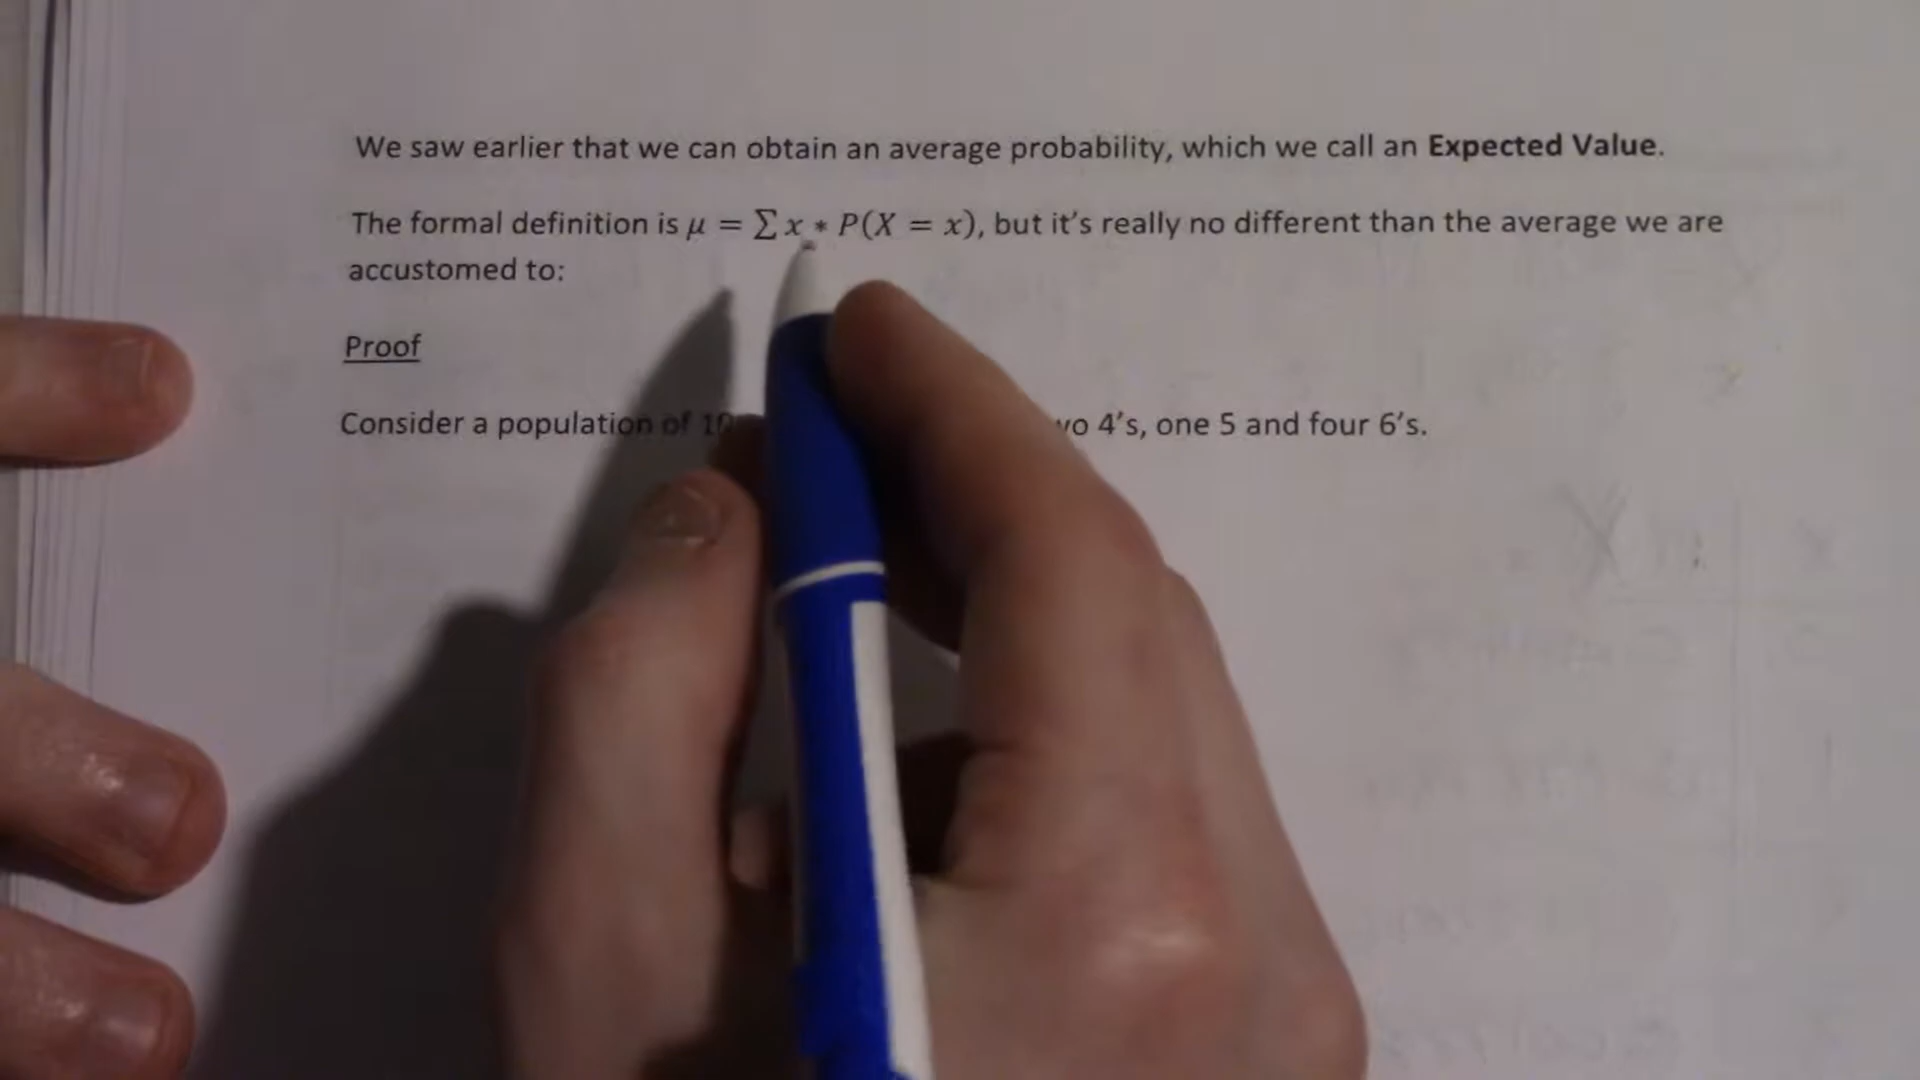 We saw earlier that we can obtain an average probability, which we call an Expected Value.
The formal definition is μ = ∑ x * P(X = x), but it's really no different than the average we are
accustomed to:
Proof
Consider a population of 4's, one 5 and four 6's.